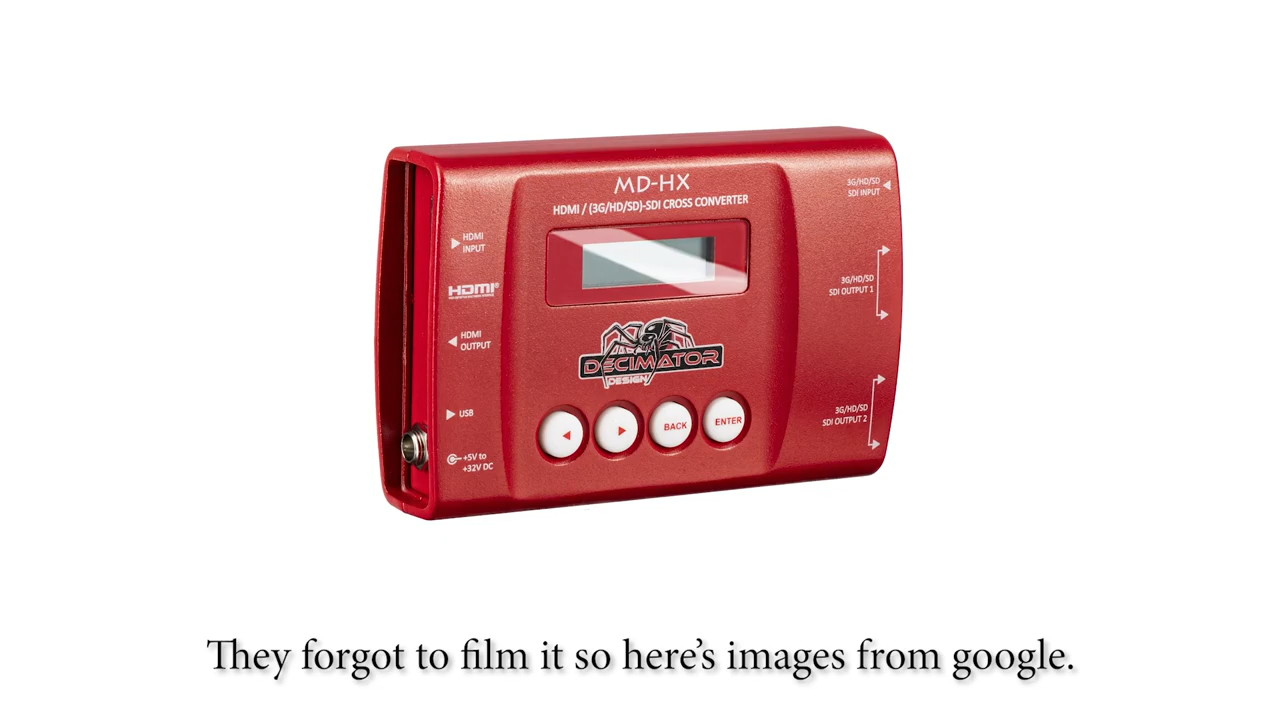 MD-HX
HDMI / (3G/HD/SD)-SDI CROSS CONVERTER
HDMI
INPUT
HDMI®
HDMI
OUTPUT
USB
+5V to
+32V DC
DECIMATOR
DESIGN
BACK
ENTER
3G/HD/SD
SDI INPUT
3G/HD/SD
SDI OUTPUT 1
3G/HD/SD
SDI OUTPUT 2
They forgot to film it so here's images from google.